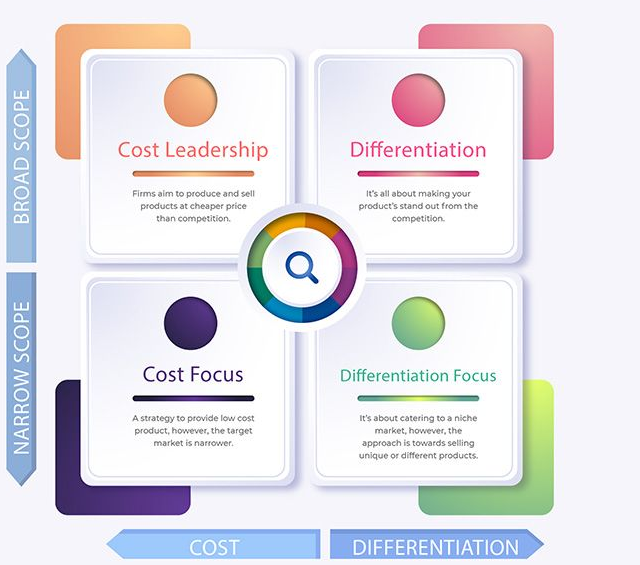 BROAD SCOPE
Cost Leadership
Firms aim to produce and sell
products at cheaper price
than competition.
Differentiation
It's all about making your
product's stand out from the
competition.
NARROW SCOPE
Cost Focus
A strategy to provide low cost
product, however, the target
market is narrower.
Differentiation Focus
It's about catering to a niche
market, however, the
approach is towards selling
unique or different products.
COST
DIFFERENTIATION